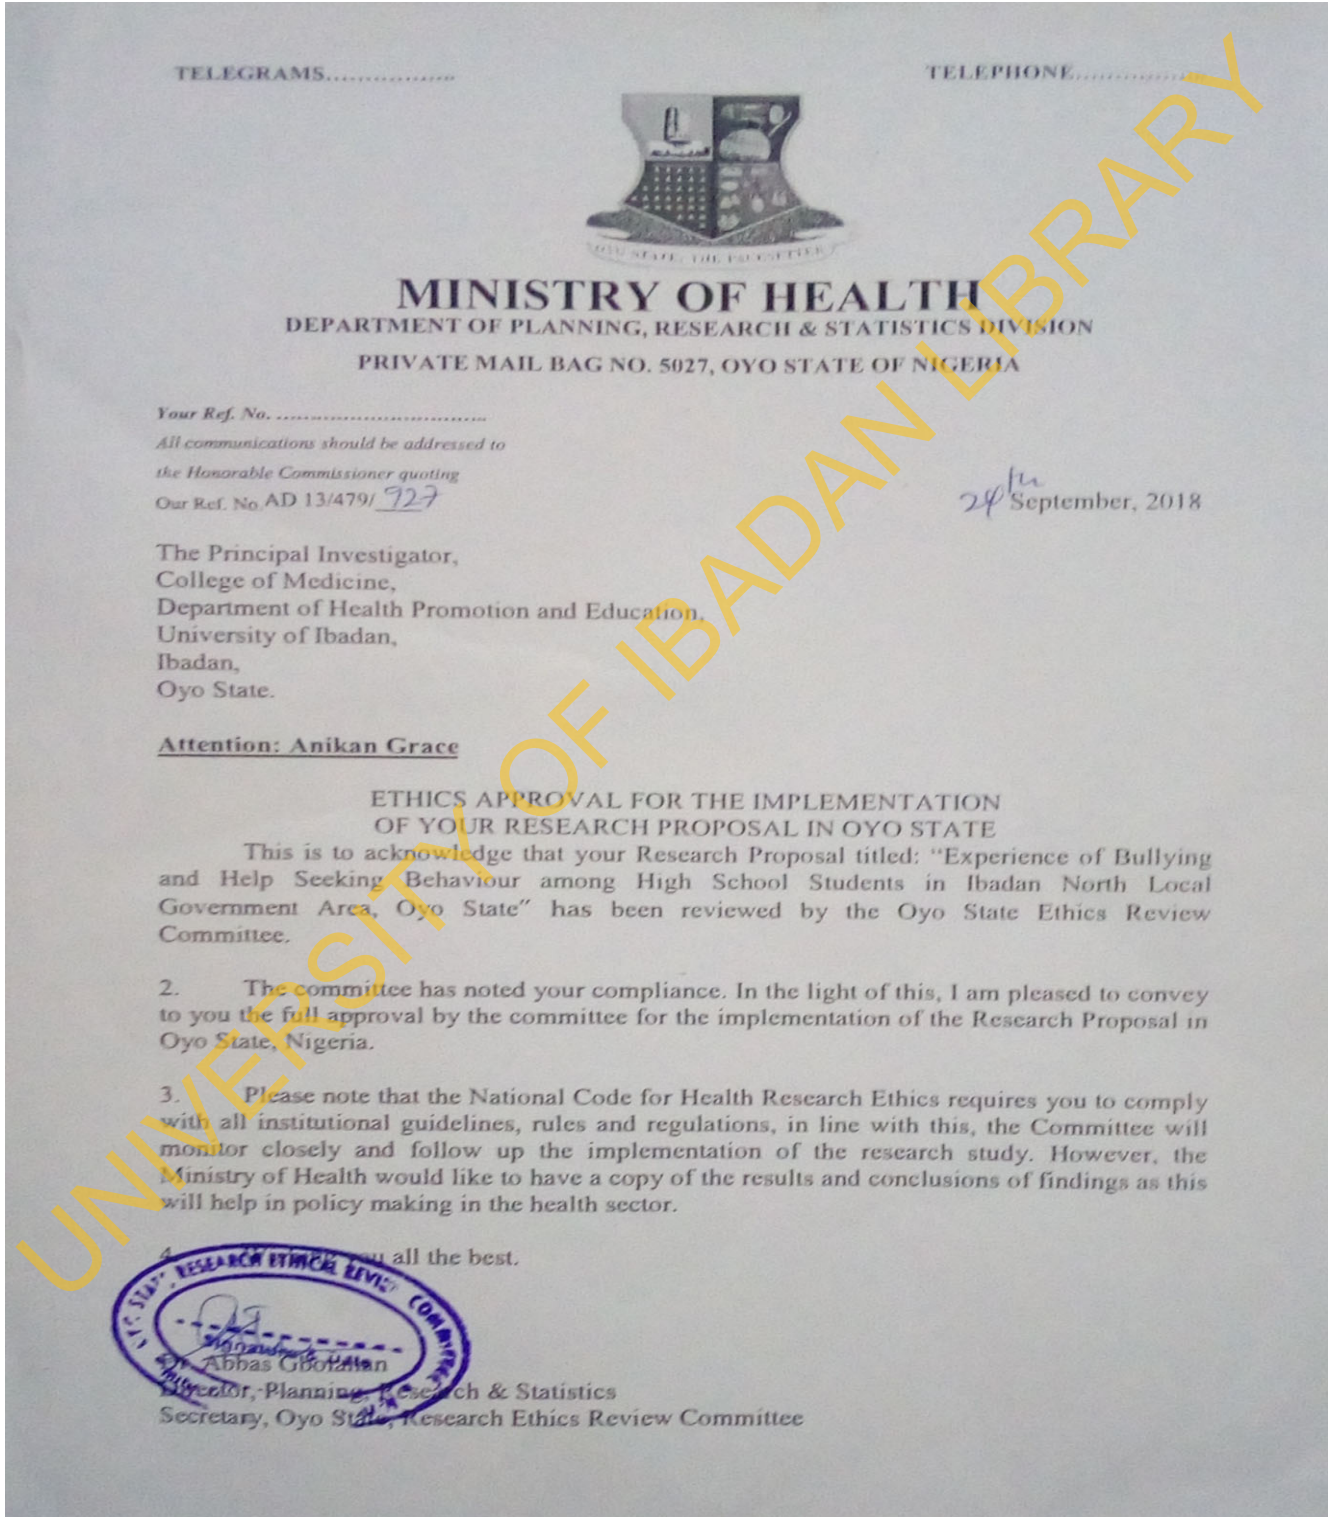 TELEGRAMS................. TELEPHONE..................
OYO STATE: THE PACESETTER
MINISTRY OF HEALTH
DEPARTMENT OF PLANNING, RESEARCH & STATISTICS DIVISION
PRIVATE MAIL BAG NO. 5027, OYO STATE OF NIGERIA
Your Ref. No. ................................
All communications should be addressed to
the Honorable Commissioner quoting
Our Ref. No. AD 13/479/ 927
24th September, 2018
The Principal Investigator,
College of Medicine,
Department of Health Promotion and Education,
University of Ibadan,
Ibadan,
Oyo State.
Attention: Anikan Grace
ETHICS APPROVAL FOR THE IMPLEMENTATION
OF YOUR RESEARCH PROPOSAL IN OYO STATE
This is to acknowledge that your Research Proposal titled: “Experience of Bullying
and Help Seeking Behaviour among High School Students in Ibadan North Local
Government Area, Oyo State” has been reviewed by the Oyo State Ethics Review
Committee.
2. The committee has noted your compliance. In the light of this, I am pleased to convey
to you the full approval by the committee for the implementation of the Research Proposal in
Oyo State, Nigeria.
3. Please note that the National Code for Health Research Ethics requires you to comply
with all institutional guidelines, rules and regulations, in line with this, the Committee will
monitor closely and follow up the implementation of the research study. However, the
Ministry of Health would like to have a copy of the results and conclusions of findings as this
will help in policy making in the health sector.
4. you all the best.
STATE RESEARCH ETHICAL REVIEW COMMITTEE
Dr. Abbas Gbolahan
Director, Planning, Research & Statistics
Secretary, Oyo State, Research Ethics Review Committee
UNIVERSITY OF IBADAN LIBRARY